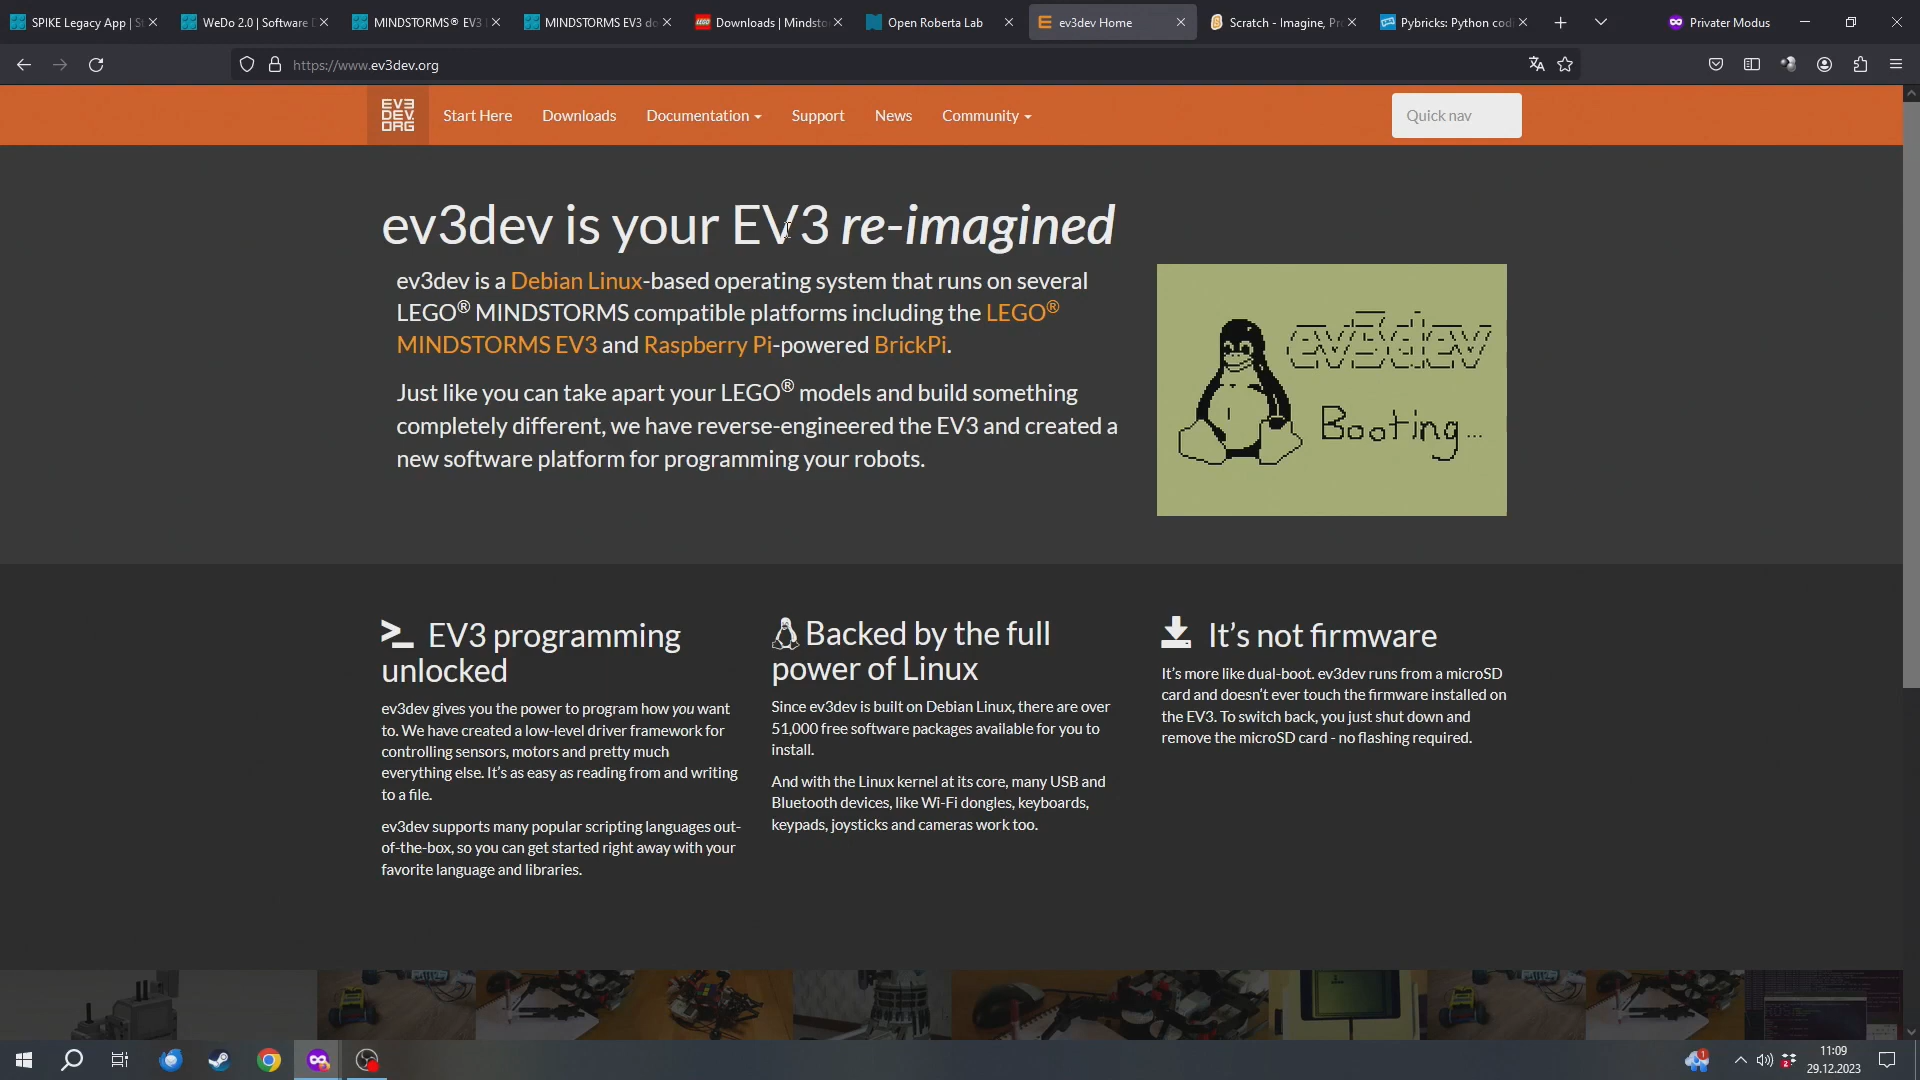 SPIKE Legacy App | S
WeDo 2.0 | Software D
MINDSTORMS® EV3
MINDSTORMS EV3 do
Downloads | Mindsto
Open Roberta Lab
ev3dev Home
Scratch - Imagine, Pr
Pybricks: Python codi
Privater Modus
https://www.ev3dev.org
EV3
DEV.
ORG
Start Here
Downloads
Documentation
Support
News
Community
Quick nav
ev3dev is your EV3 re-imagined
ev3dev is a Debian Linux-based operating system that runs on several
LEGO® MINDSTORMS compatible platforms including the LEGO®
MINDSTORMS EV3 and Raspberry Pi-powered BrickPi.
Just like you can take apart your LEGO® models and build something
completely different, we have reverse-engineered the EV3 and created a
new software platform for programming your robots.
ev3dev
Booting...
>_ EV3 programming
unlocked
ev3dev gives you the power to program how you want
to. We have created a low-level driver framework for
controlling sensors, motors and pretty much
everything else. It's as easy as reading from and writing
to a file.
ev3dev supports many popular scripting languages out-
of-the-box, so you can get started right away with your
favorite language and libraries.
Backed by the full
power of Linux
Since ev3dev is built on Debian Linux, there are over
51,000 free software packages available for you to
install.
And with the Linux kernel at its core, many USB and
Bluetooth devices, like Wi-Fi dongles, keyboards,
keypads, joysticks and cameras work too.
It's not firmware
It's more like dual-boot. ev3dev runs from a microSD
card and doesn't ever touch the firmware installed on
the EV3. To switch back, you just shut down and
remove the microSD card - no flashing required.
1
2
11:09
29.12.2023